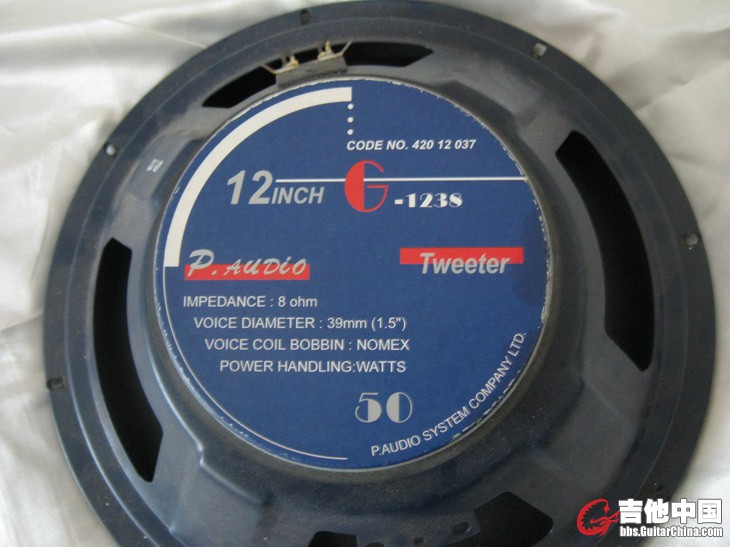 CODE NO. 420 12 037
12INCH G-1238
P.AUDIO
Tweeter
IMPEDANCE : 8 ohm
VOICE DIAMETER : 39mm (1.5")
VOICE COIL BOBBIN : NOMEX
POWER HANDLING:WATTS
50
P.AUDIO SYSTEM COMPANY LTD.
吉他中国
bbs.GuitarChina.com